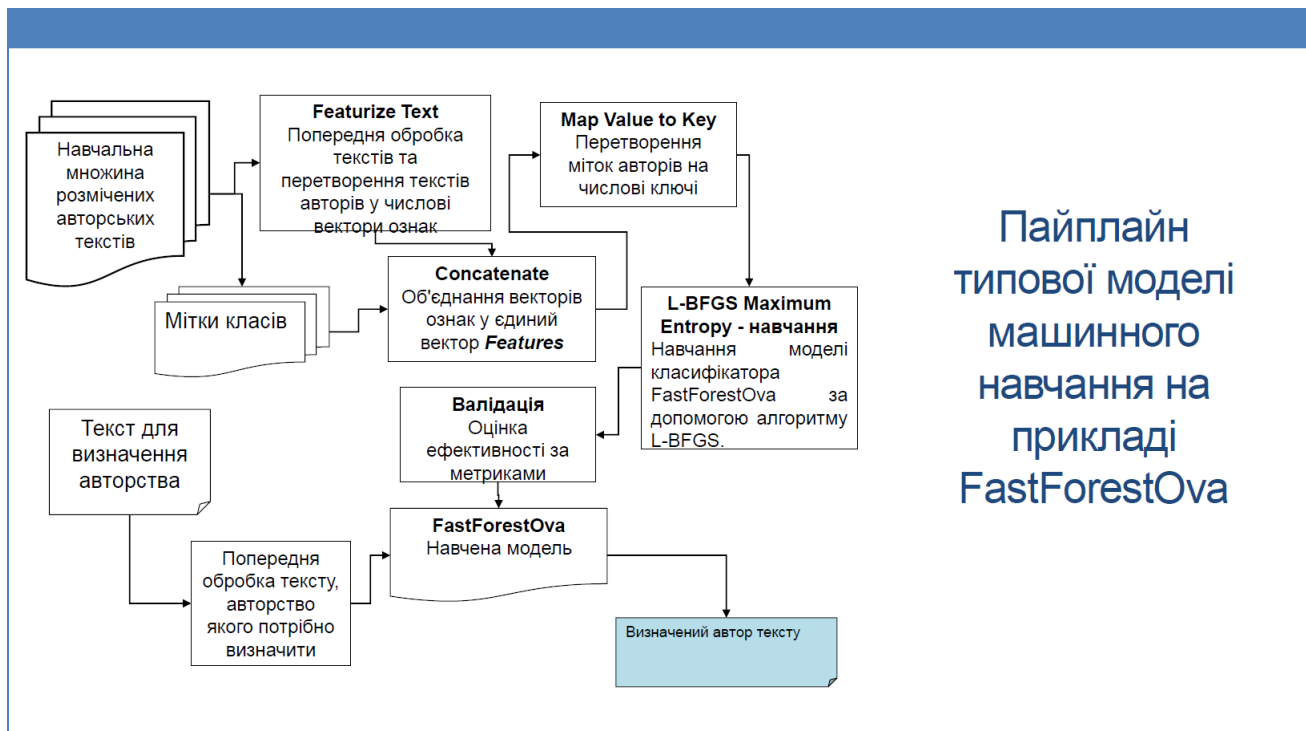 Навчальна
множина
розмічених
авторських
текстів
Featurize Text
Попередня обробка
текстів та
перетворення текстів
авторів у числові
вектори ознак
Map Value to Key
Перетворення
міток авторів на
числові ключі
Мітки класів
Concatenate
Об'єднання векторів
ознак у єдиний
вектор Features
L-BFGS Maximum
Entropy - навчання
Навчання моделі
класифікатора
FastForestOva за
допомогою алгоритму
L-BFGS.
Валідація
Оцінка
ефективності за
метриками
Текст для
визначення
авторства
Попередня
обробка тексту,
авторство
якого потрібно
визначити
FastForestOva
Навчена модель
Визначений автор тексту
Пайплайн
типової моделі
машинного
навчання на
прикладі
FastForestOva